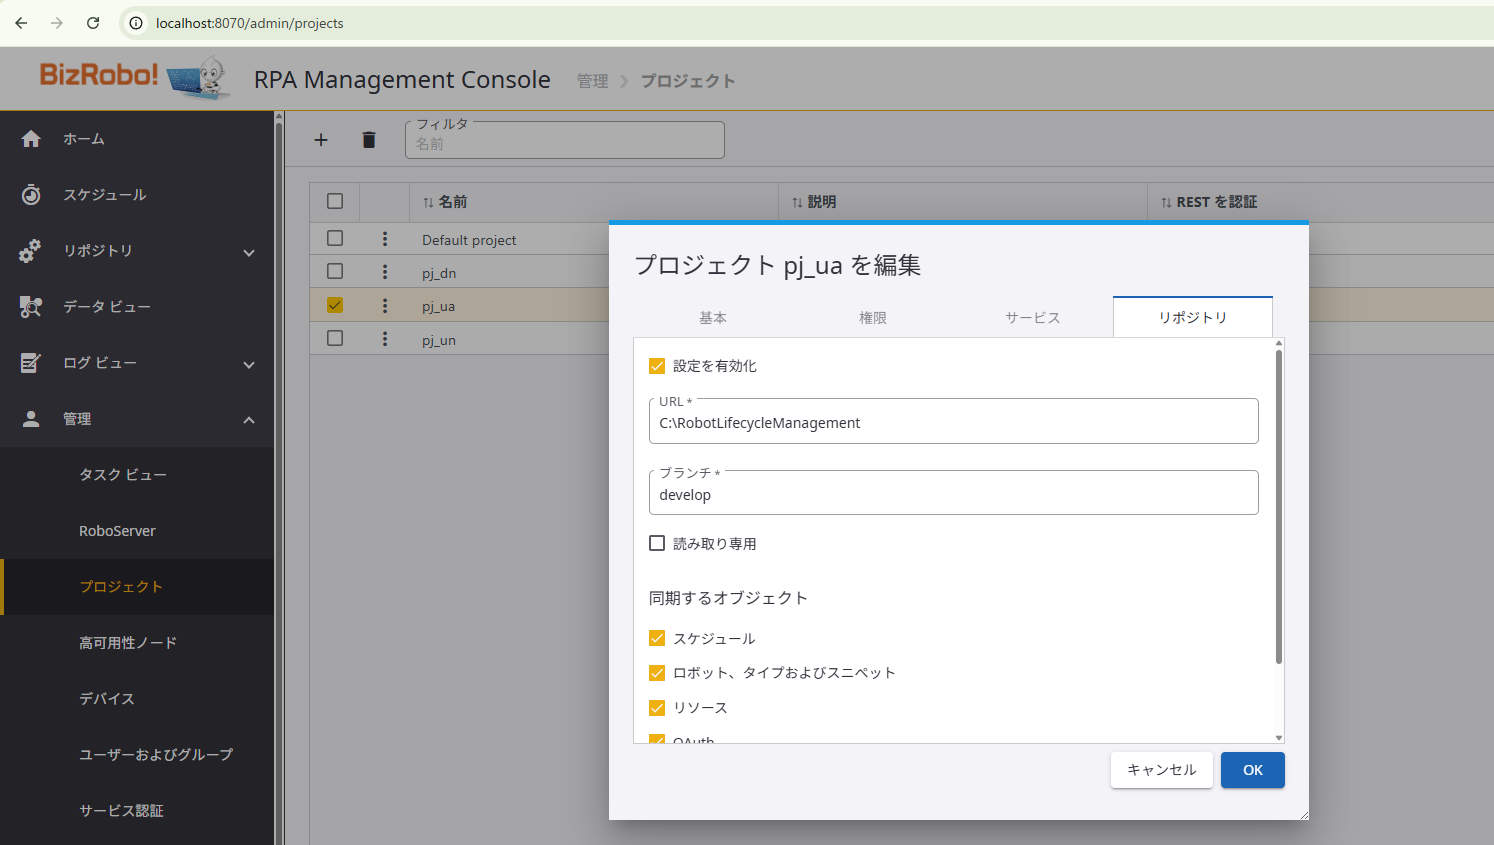 localhost:8070/admin/projects
BizRobo!
RPA Management Console
管理
プロジェクト
ホーム
スケジュール
リポジトリ
データ ビュー
ログ ビュー
管理
タスク ビュー
RoboServer
プロジェクト
高可用性ノード
デバイス
ユーザーおよびグループ
サービス認証
フィルタ
名前
名前
説明
REST を認証
Default project
pj_dn
pj_ua
pj_un
プロジェクト pj_ua を編集
基本
権限
サービス
リポジトリ
設定を有効化
URL *
C:\RobotLifecycleManagement
ブランチ *
develop
読み取り専用
同期するオブジェクト
スケジュール
ロボット、タイプおよびスニペット
リソース
OAuth
キャンセル
OK